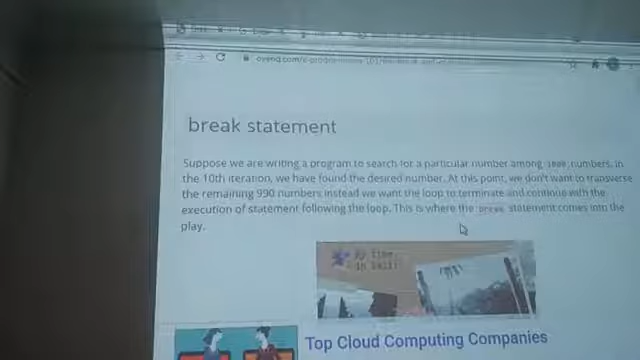 break statement
Suppose we are writing a program to search for a particular number among 1000 numbers. In
the 10th iteration, we have found the desired number. At this point, we don't want to transverse
the remaining 990 numbers instead we want the loop to terminate and continue with the
execution of statement following the loop. This is where the break statement comes into the
play.
Top Cloud Computing Companies